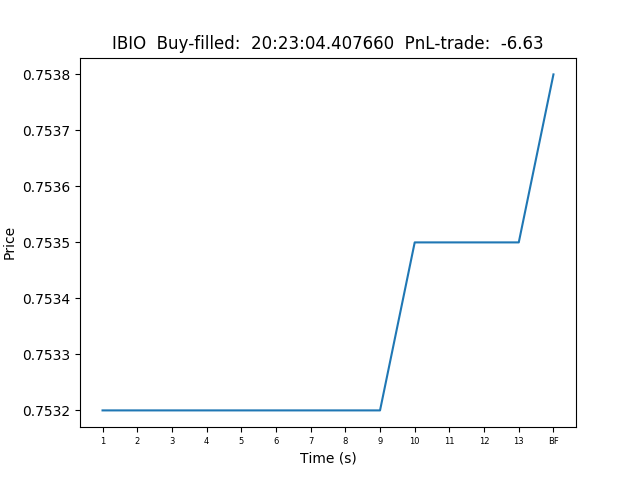 IBIO  Buy-filled:  20:23:04.407660  PnL-trade:  -6.63
0.7538
0.7537
0.7536
0.7535
0.7534
0.7533
0.7532
Price
1 2 3 4 5 6 7 8 9 10 11 12 13 BF
Time (s)